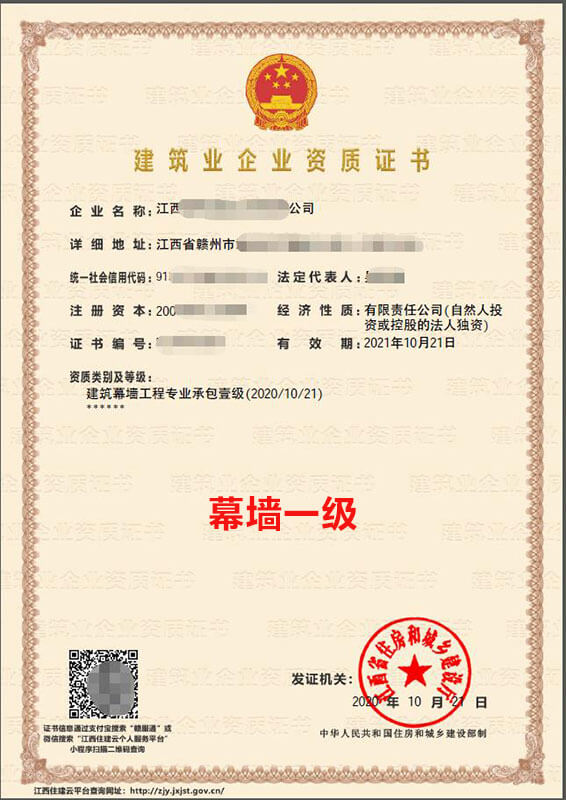 建筑业企业资质证书
企业名称：江西 公司
详细地址：江西省赣州市
统一社会信用代码：91 法定代表人：
注册资本：200 经济性质：有限责任公司(自然人投
资或控股的法人独资)
证书编号： 有效期：2021年10月21日
资质类别及等级：
建筑幕墙工程专业承包壹级(2020/10/21)
******
幕墙一级
江西省住房和城乡建设厅
发证机关：
2020 年 10 月 21 日
证书信息通过支付宝搜索“赣服通”或
微信搜索“江西住建云个人服务平台”
小程序扫描二维码查询
中华人民共和国住房和城乡建设部制
江西住建云平台查询网址：http://zjy.jxjst.gov.cn/